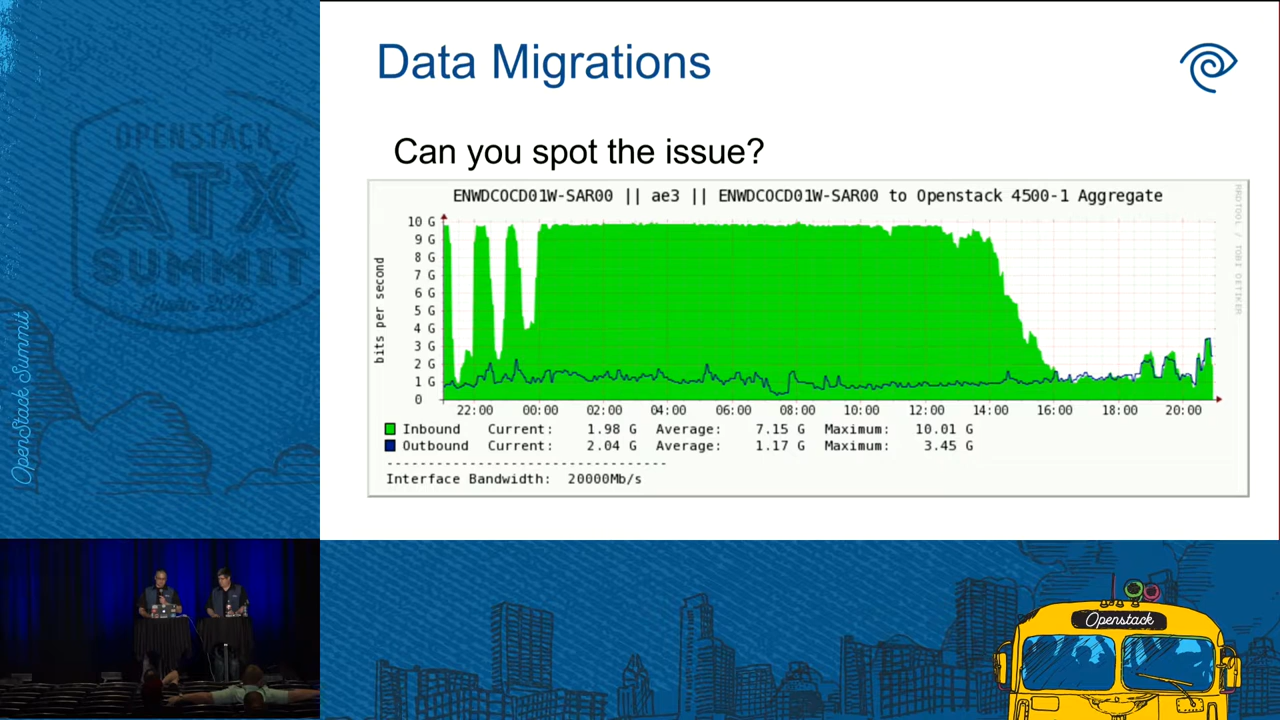 Data Migrations
Can you spot the issue?
ENWDCOCD01W-SAR00 || ae3 || ENWDCOCD01W-SAR00 to Openstack 4500-1 Aggregate
RRDTOOL / TOBI OETIKER
bits per second
10 G
9 G
8 G
7 G
6 G
5 G
4 G
3 G
2 G
1 G
0
22:00 00:00 02:00 04:00 06:00 08:00 10:00 12:00 14:00 16:00 18:00 20:00
Inbound Current: 1.98 G Average: 7.15 G Maximum: 10.01 G
Outbound Current: 2.04 G Average: 1.17 G Maximum: 3.45 G
--------------------------------
Interface Bandwidth: 20000Mb/s
OPENSTACK
ATX
SUMMIT
Austin 2016
OpenStack Summit
Openstack